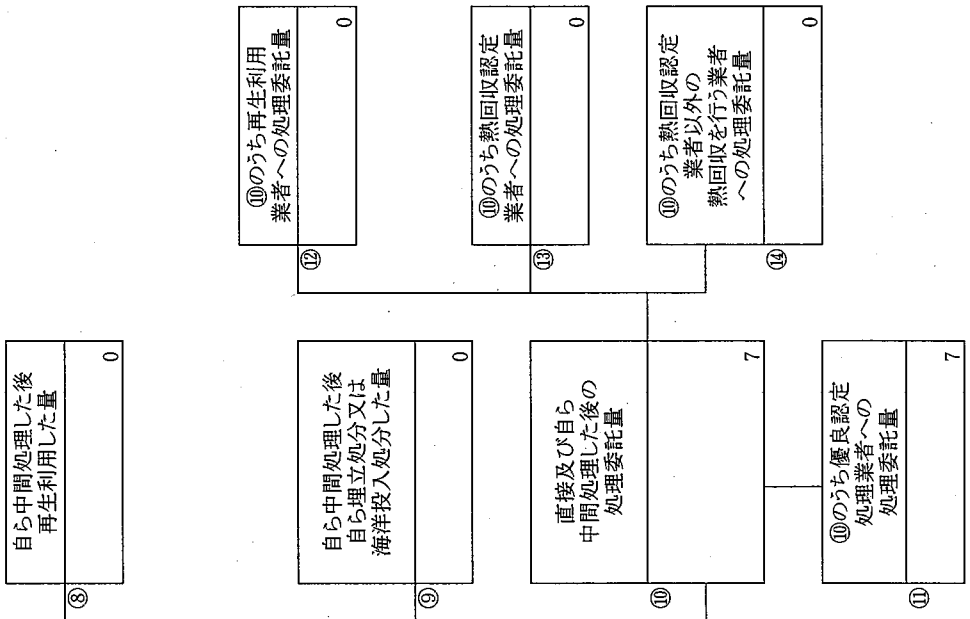 ⑧
自ら中間処理した後
再生利用した量
0
⑨
自ら中間処理した後
自ら埋立処分又は
海洋投入処分した量
0
⑩
直接及び自ら
中間処理した後の
処理委託量
7
⑪
⑩のうち優良認定
処理業者への
処理委託量
7
⑫
⑩のうち再生利用
業者への処理委託量
0
⑬
⑩のうち熱回収認定
業者への処理委託量
0
⑭
⑩のうち熱回収認定
業者以外の
熱回収を行う業者
への処理委託量
0